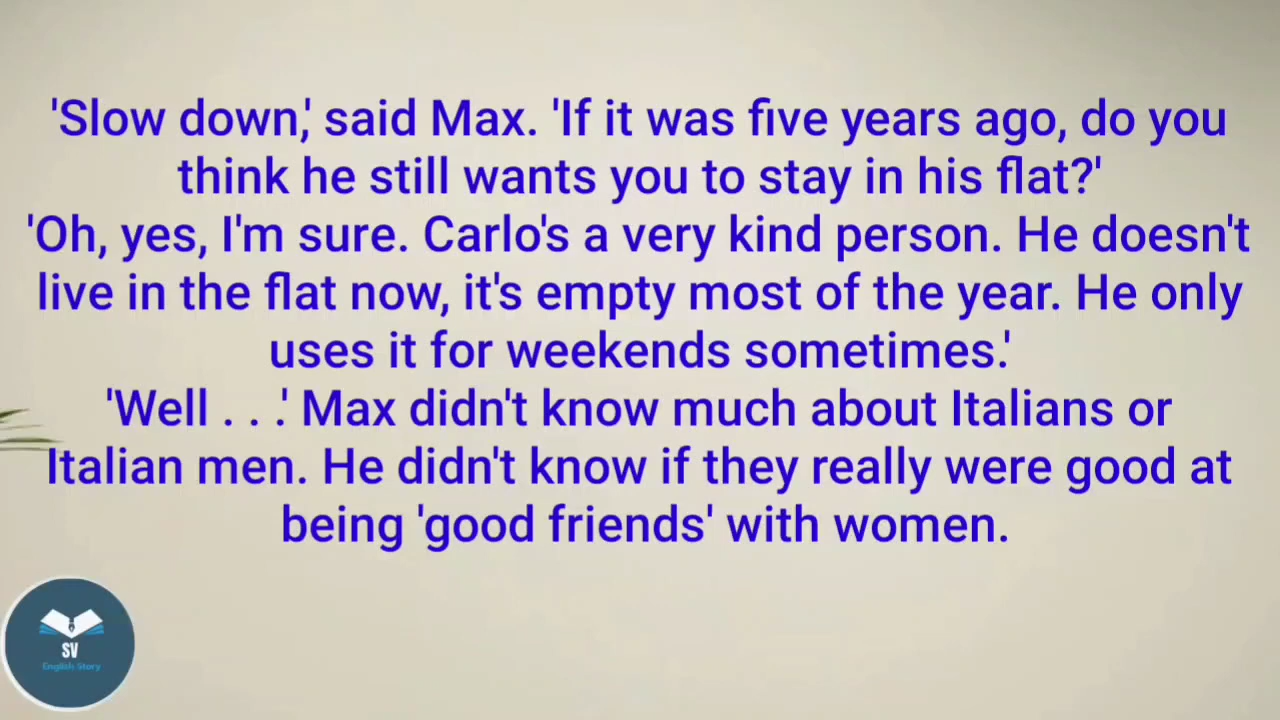 'Slow down,' said Max. 'If it was five years ago, do you
think he still wants you to stay in his flat?'
'Oh, yes, I'm sure. Carlo's a very kind person. He doesn't
live in the flat now, it's empty most of the year. He only
uses it for weekends sometimes.'
'Well . . .' Max didn't know much about Italians or
Italian men. He didn't know if they really were good at
being 'good friends' with women.
SV
English Story